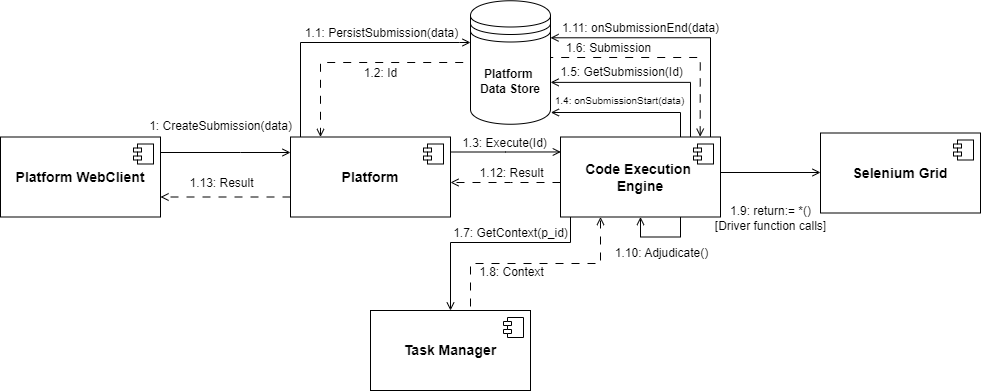 1.1: PersistSubmission(data)
1.11: onSubmissionEnd(data)
1.6: Submission
1.2: Id
Platform
Data Store
1.5: GetSubmission(Id)
1.4: onSubmissionStart(data)
1: CreateSubmission(data)
1.3: Execute(Id)
Platform WebClient
Platform
Code Execution
Engine
Selenium Grid
1.13: Result
1.12: Result
1.9: return:= *()
[Driver function calls]
1.7: GetContext(p_id)
1.10: Adjudicate()
1.8: Context
Task Manager